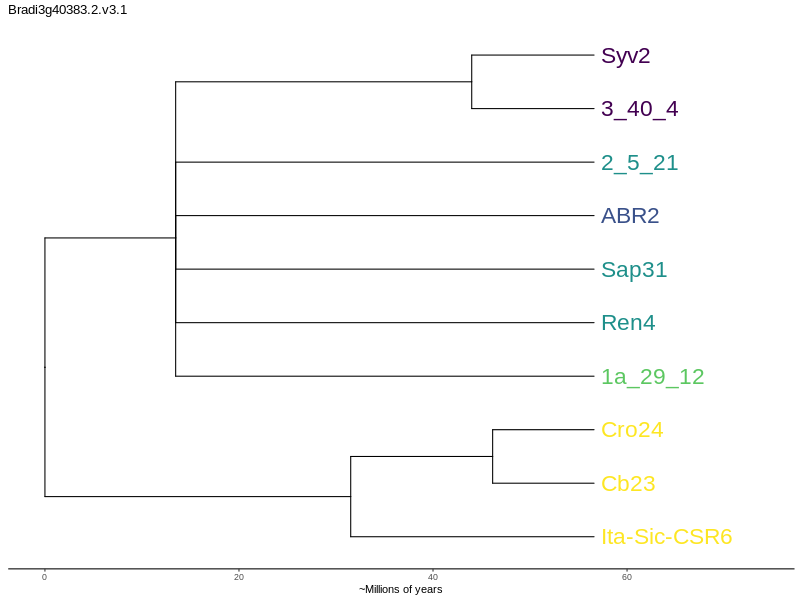 Bradi3g40383.2.v3.1
Syv2
3_40_4
2_5_21
ABR2
Sap31
Ren4
1a_29_12
Cro24
Cb23
Ita-Sic-CSR6
0 20 40 60
~Millions of years